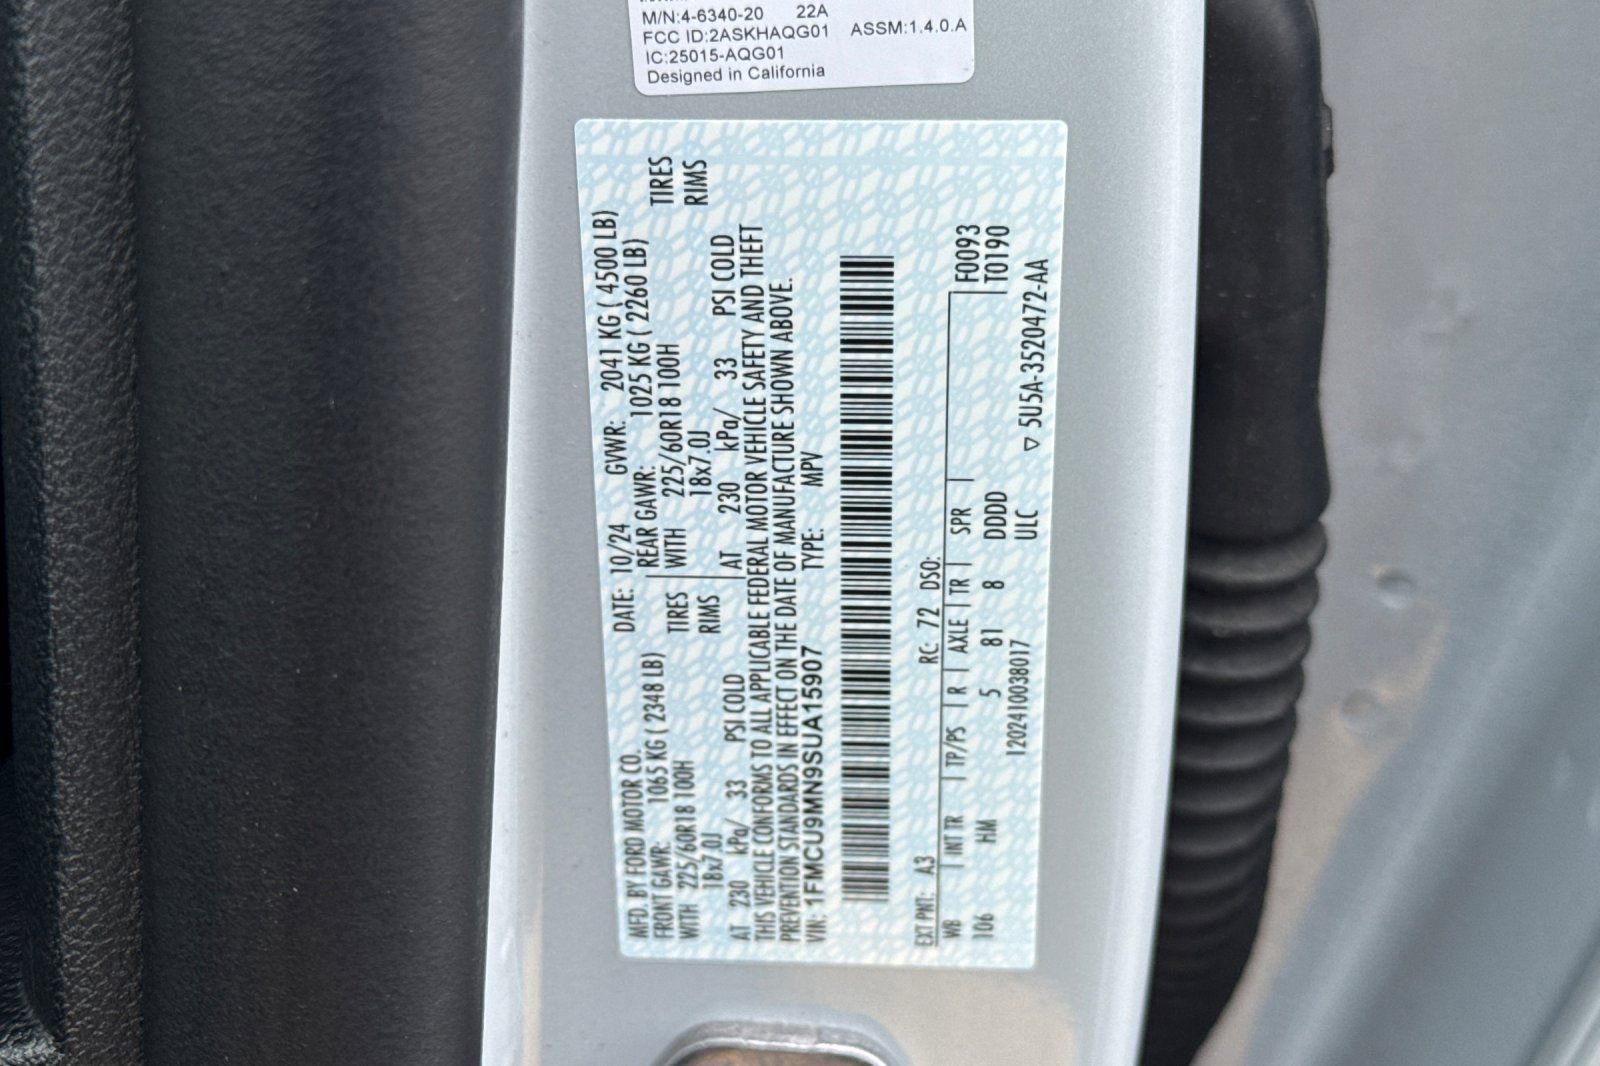 M/N:4-6340-20 22A
FCC ID:2ASKHAQG01 ASSM:1.4.0.A
IC:25015-AQG01
Designed in California
MFD. BY FORD MOTOR CO.
DATE: 10/24 GVWR: 2041 KG ( 4500 LB)
FRONT GAWR: 1065 KG ( 2348 LB) REAR GAWR: 1025 KG ( 2260 LB)
WITH 225/60R18 100H TIRES WITH 225/60R18 100H TIRES
18x7.0J RIMS 18x7.0J RIMS
AT 230 kPa/ 33 PSI COLD AT 230 kPa/ 33 PSI COLD
THIS VEHICLE CONFORMS TO ALL APPLICABLE FEDERAL MOTOR VEHICLE SAFETY AND THEFT
PREVENTION STANDARDS IN EFFECT ON THE DATE OF MANUFACTURE SHOWN ABOVE.
VIN: 1FMCU9MN9SUA15907 TYPE: MPV
EXT PNT: A3 RC: 72 DSO:
WB INT TR TP/PS R AXLE TR SPR F0093
106 HM 5 81 8 DDDD T0190
1202410038017 ULC ▽ 5U5A-3520472-AA